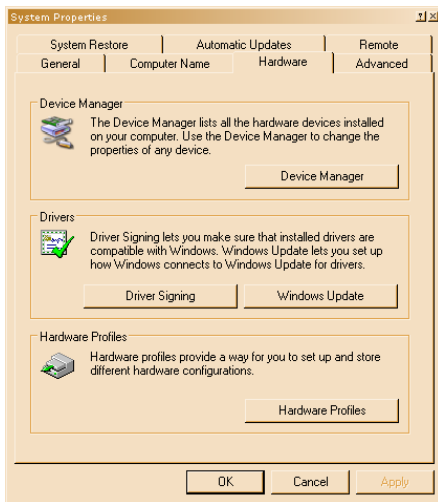 System Properties
System Restore
Automatic Updates
Remote
General
Computer Name
Hardware
Advanced
Device Manager
The Device Manager lists all the hardware devices installed
on your computer. Use the Device Manager to change the
properties of any device.
Device Manager
Drivers
Driver Signing lets you make sure that installed drivers are
compatible with Windows. Windows Update lets you set up
how Windows connects to Windows Update for drivers.
Driver Signing
Windows Update
Hardware Profiles
Hardware profiles provide a way for you to set up and store
different hardware configurations.
Hardware Profiles
OK
Cancel
Apply